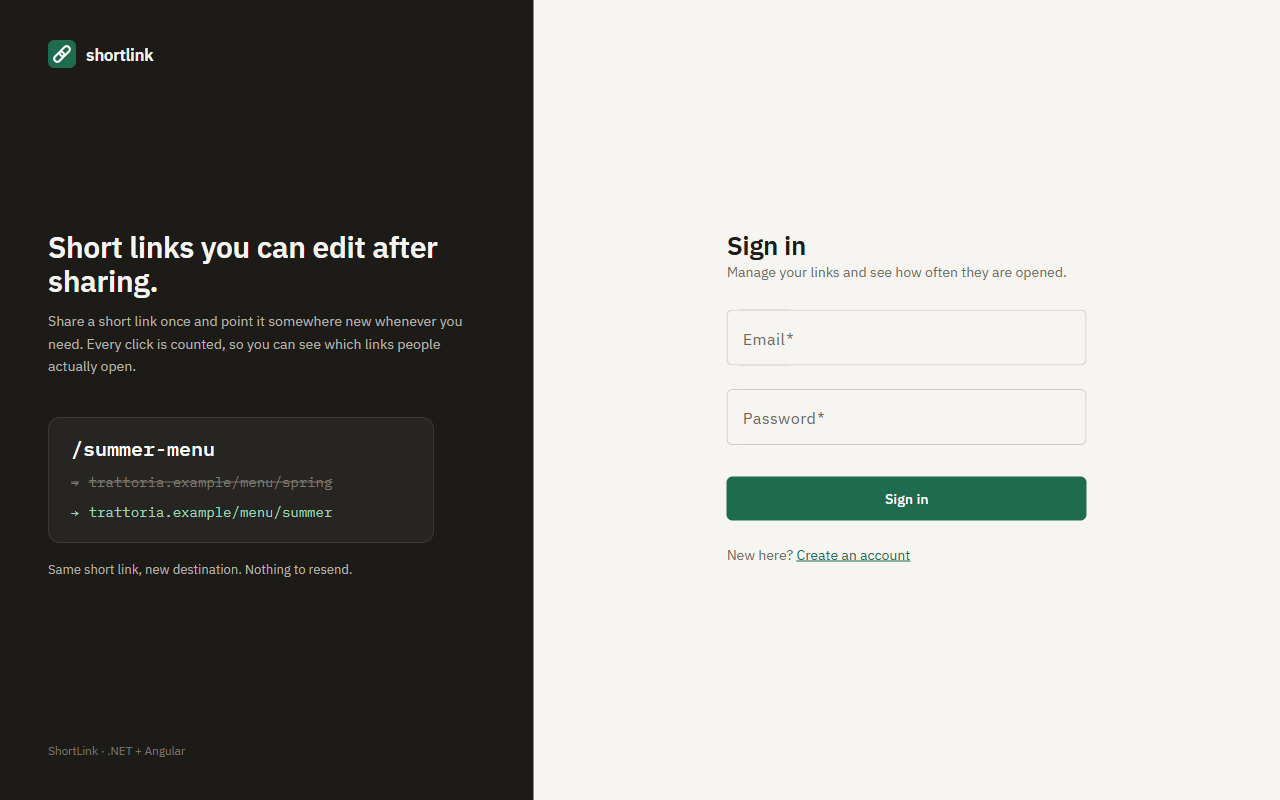 shortlink
Short links you can edit after
sharing.
Share a short link once and point it somewhere new whenever you
need. Every click is counted, so you can see which links people
actually open.
/summer-menu
→ trattoria.example/menu/spring
→ trattoria.example/menu/summer
Same short link, new destination. Nothing to resend.
ShortLink · .NET + Angular
Sign in
Manage your links and see how often they are opened.
Email*
Password*
Sign in
New here? Create an account